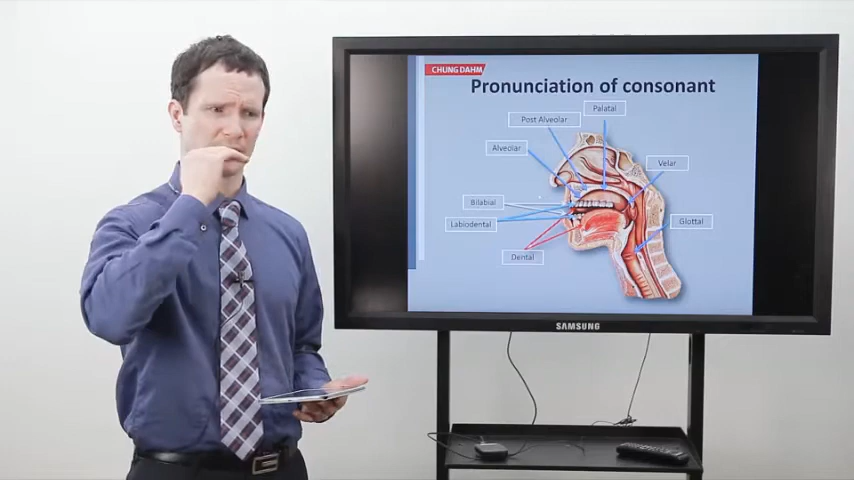 CHUNG DAHM
Pronunciation of consonant
Palatal
Post Alveolar
Alveolar
Velar
Bilabial
Labiodental
Glottal
Dental
SAMSUNG